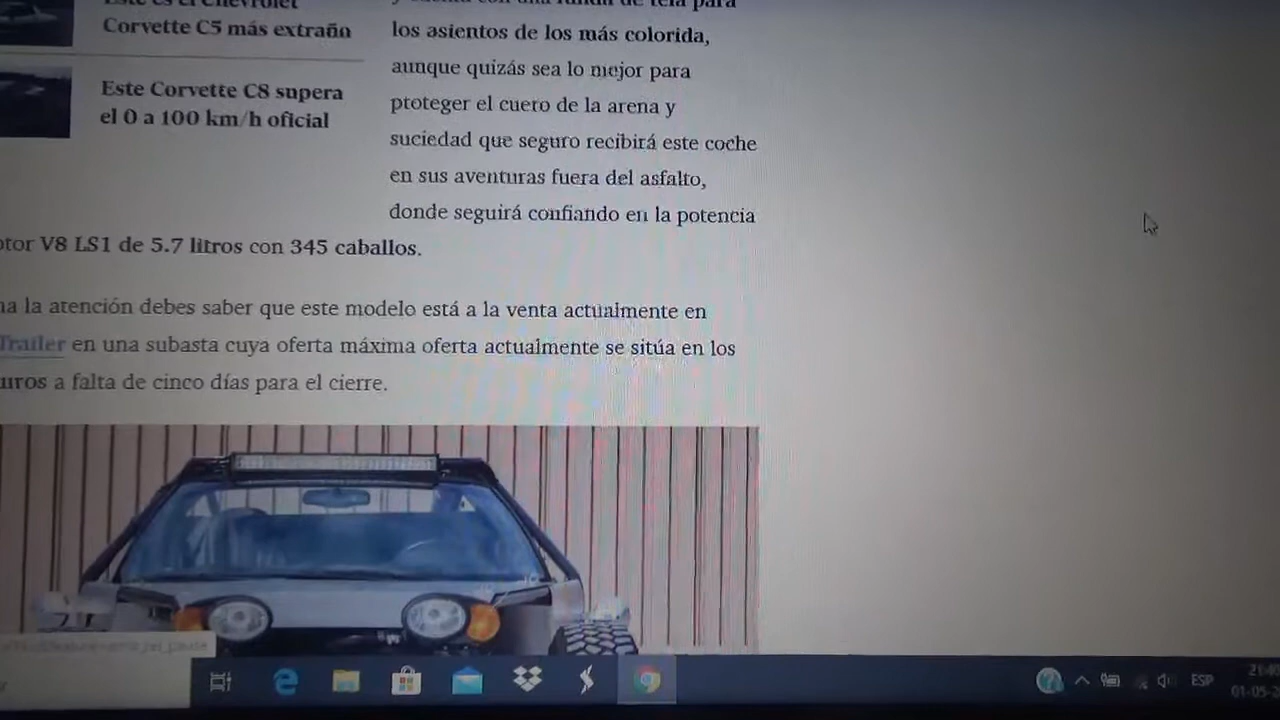 Corvette C5 más extraño
Este Corvette C8 supera
el 0 a 100 km/h oficial
los asientos de los más colorida,
aunque quizás sea lo mejor para
proteger el cuero de la arena y
suciedad que seguro recibirá este coche
en sus aventuras fuera del asfalto,
donde seguirá confiando en la potencia
V8 LS1 de 5.7 litros con 345 caballos.
la atención debes saber que este modelo está a la venta actualmente en
Trailer en una subasta cuya oferta máxima oferta actualmente se sitúa en los
a falta de cinco días para el cierre.
ESP